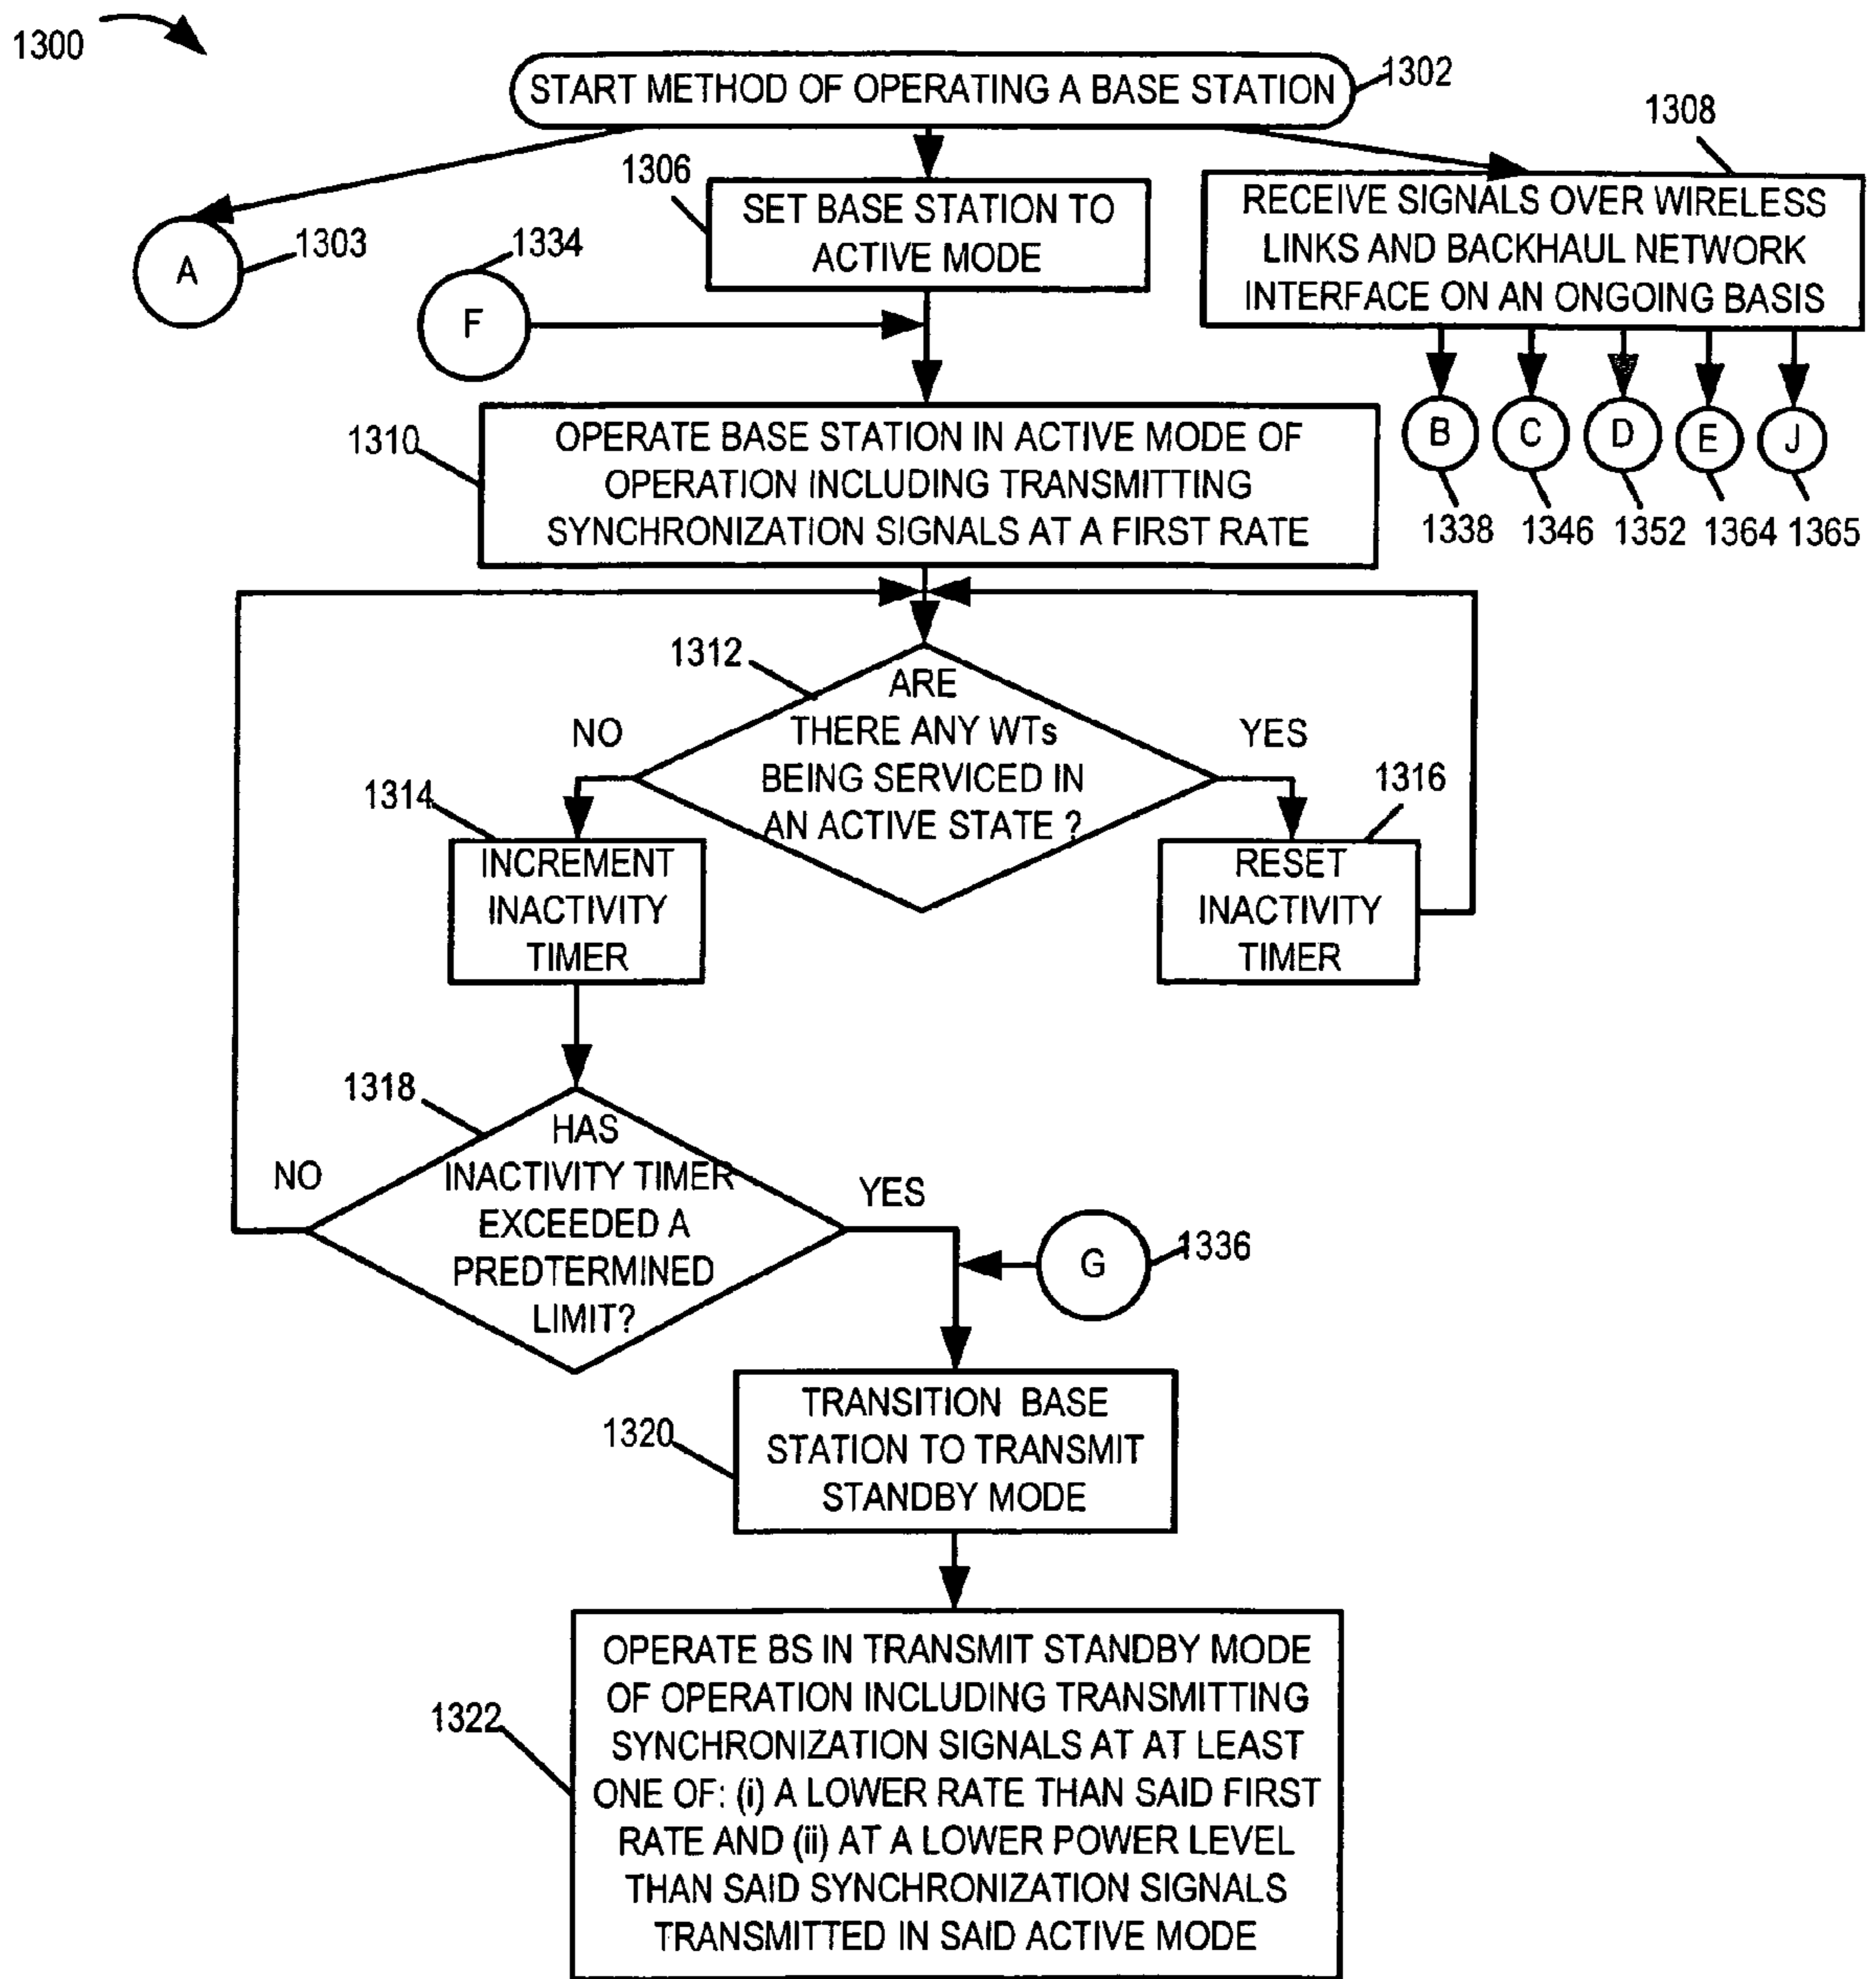 1300
START METHOD OF OPERATING A BASE STATION
1302
1308
1306
SET BASE STATION TO
ACTIVE MODE
RECEIVE SIGNALS OVER WIRELESS
LINKS AND BACKHAUL NETWORK
INTERFACE ON AN ONGOING BASIS
A
1303
1334
F
B
C
D
E
J
1338
1346
1352
1364
1365
1310
OPERATE BASE STATION IN ACTIVE MODE OF
OPERATION INCLUDING TRANSMITTING
SYNCHRONIZATION SIGNALS AT A FIRST RATE
1312
ARE
THERE ANY WTs
BEING SERVICED IN
AN ACTIVE STATE ?
NO
YES
1314
INCREMENT
INACTIVITY
TIMER
1316
RESET
INACTIVITY
TIMER
1318
HAS
INACTIVITY TIMER
EXCEEDED A
PREDTERMINED
LIMIT?
NO
YES
G
1336
1320
TRANSITION BASE
STATION TO TRANSMIT
STANDBY MODE
1322
OPERATE BS IN TRANSMIT STANDBY MODE
OF OPERATION INCLUDING TRANSMITTING
SYNCHRONIZATION SIGNALS AT AT LEAST
ONE OF: (i) A LOWER RATE THAN SAID FIRST
RATE AND (ii) AT A LOWER POWER LEVEL
THAN SAID SYNCHRONIZATION SIGNALS
TRANSMITTED IN SAID ACTIVE MODE